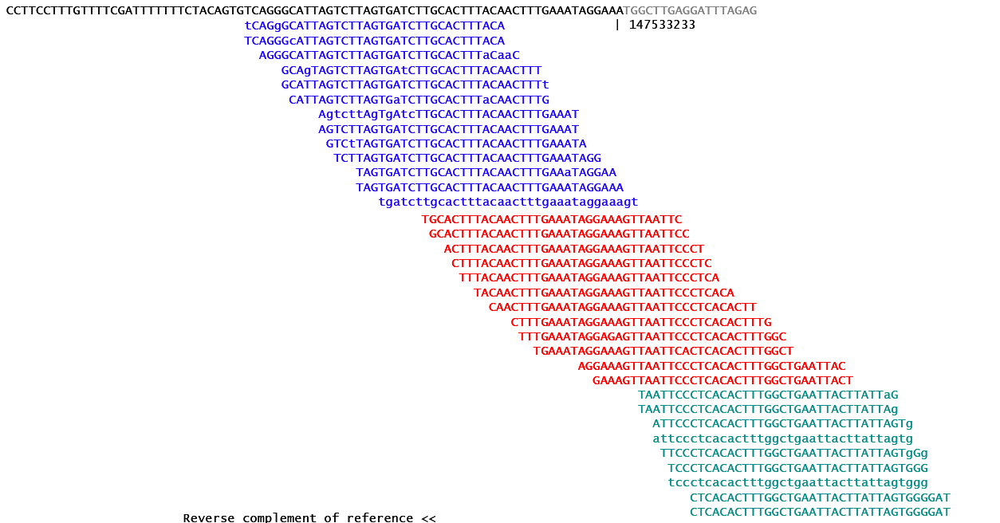 CCTTCCTTTGTTTTCGATTTTTTTCTACAGTGTCAGGGCATTAGTCTTAGTGATCTTGCACTTTACAACTTTGAAATAGGAAATGGCTTGAGGATTTAGAG
tCAGgGCATTAGTCTTAGTGATCTTGCACTTTACA | 147533233
TCAGGGcATTAGTCTTAGTGATCTTGCACTTTACA
AGGGCATTAGTCTTAGTGATCTTGCACTTTaCaaC
GCAgTAGTCTTAGTGAtCTTGCACTTTACAACTTT
GCATTAGTCTTAGTGATCTTGCACTTTACAACTTTt
CATTAGTCTTAGTGaTCTTGCACTTTaCAACTTTG
AgtcttAgTgAtcTTGCACTTTACAACTTTGAAAT
AGTCTTAGTGATCTTGCACTTTACAACTTTGAAAT
GTCtTAGTGATCTTGCACTTTACAACTTTGAAATA
TCTTAGTGATCTTGCACTTTACAACTTTGAAATAGG
TAGTGATCTTGCACTTTACAACTTTGAAaTAGGAA
TAGTGATCTTGCACTTTACAACTTTGAAATAGGAAA
tgatcttgcactttacaactttgaaataggaaagt
TGCACTTTACAACTTTGAAATAGGAAAGTTAATTC
GCACTTTACAACTTTGAAATAGGAAAGTTAATTCC
ACTTTACAACTTTGAAATAGGAAAGTTAATTCCCT
CTTTACAACTTTGAAATAGGAAAGTTAATTCCCTC
TTTACAACTTTGAAATAGGAAAGTTAATTCCCTCA
TACAACTTTGAAATAGGAAAGTTAATTCCCTCACA
CAACTTTGAAATAGGAAAGTTAATTCCCTCACACTT
CTTTGAAATAGGAAAGTTAATTCCCTCACACTTTG
TTTGAAATAGGAGAGTTAATTCCCTCACACTTTGGC
TGAAATAGGAAAGTTAATTCACTCACACTTTGGCT
AGGAAAGTTAATTCCCTCACACTTTGGCTGAATTAC
GAAAGTTAATTCCCTCACACTTTGGCTGAATTACT
TAATTCCCTCACACTTTGGCTGAATTACTTATTaG
TAATTCCCTCACACTTTGGCTGAATTACTTATTAg
ATTCCCTCACACTTTGGCTGAATTACTTATTAGTg
attccctcacactttggctgaattacttattagtg
TTCCCTCACACTTTGGCTGAATTACTTATTAGTgGg
TCCCTCACACTTTGGCTGAATTACTTATTAGTGGG
tccctcacactttggctgaattacttattagtggg
CTCACACTTTGGCTGAATTACTTATTAGTGGGGAT
CTCACACTTTGGCTGAATTACTTATTAGTGGGGAT
Reverse complement of reference <<